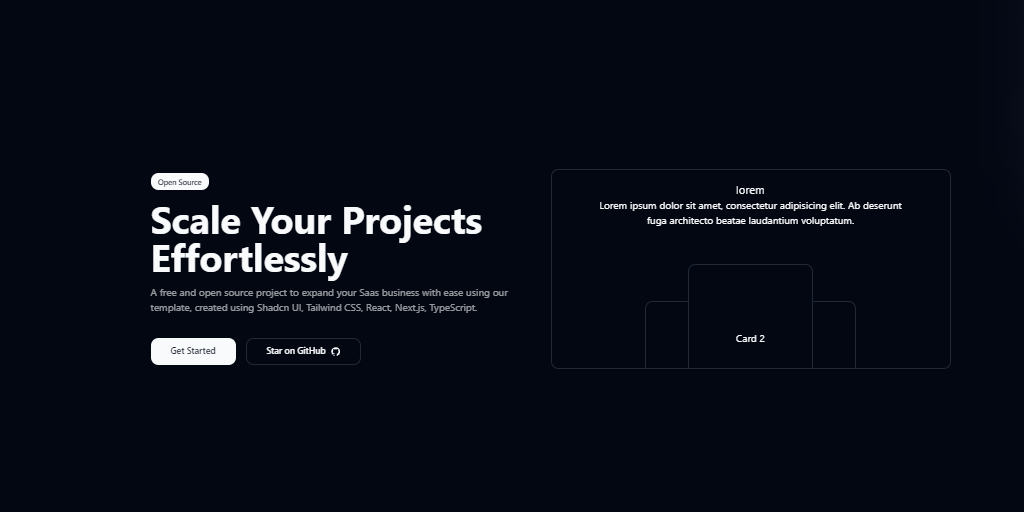 Open Source
Scale Your Projects
Effortlessly
A free and open source project to expand your Saas business with ease using our
template, created using Shadcn UI, Tailwind CSS, React, Next.js, TypeScript.
Get Started
Star on GitHub
lorem
Lorem ipsum dolor sit amet, consectetur adipisicing elit. Ab deserunt
fuga architecto beatae laudantium voluptatum.
Card 2